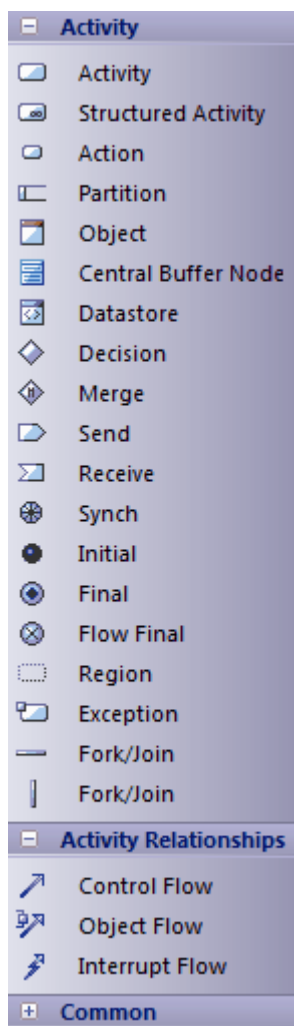 Activity
Activity
Structured Activity
Action
Partition
Object
Central Buffer Node
Datastore
Decision
Merge
Send
Receive
Synch
Initial
Final
Flow Final
Region
Exception
Fork/Join
Fork/Join
Activity Relationships
Control Flow
Object Flow
Interrupt Flow
Common